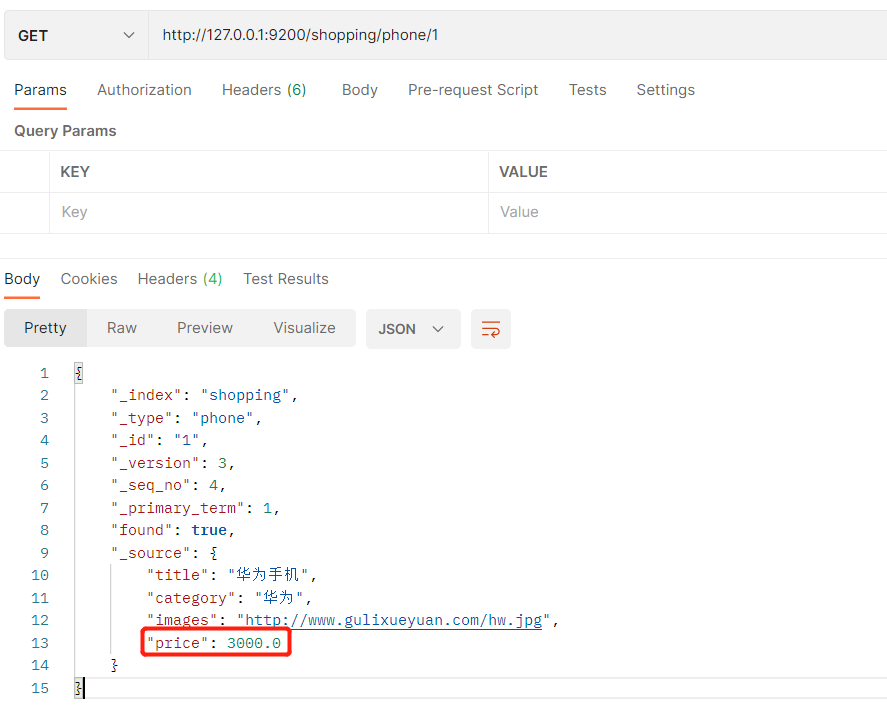 GET http://127.0.0.1:9200/shopping/phone/1
Params Authorization Headers (6) Body Pre-request Script Tests Settings
Query Params
KEY VALUE
Key Value
Body Cookies Headers (4) Test Results
Pretty Raw Preview Visualize JSON
1 {
2 "_index": "shopping",
3 "_type": "phone",
4 "_id": "1",
5 "_version": 3,
6 "_seq_no": 4,
7 "_primary_term": 1,
8 "found": true,
9 "_source": {
10 "title": "华为手机",
11 "category": "华为",
12 "images": "http://www.gulixueyuan.com/hw.jpg",
13 "price": 3000.0
14 }
15 }